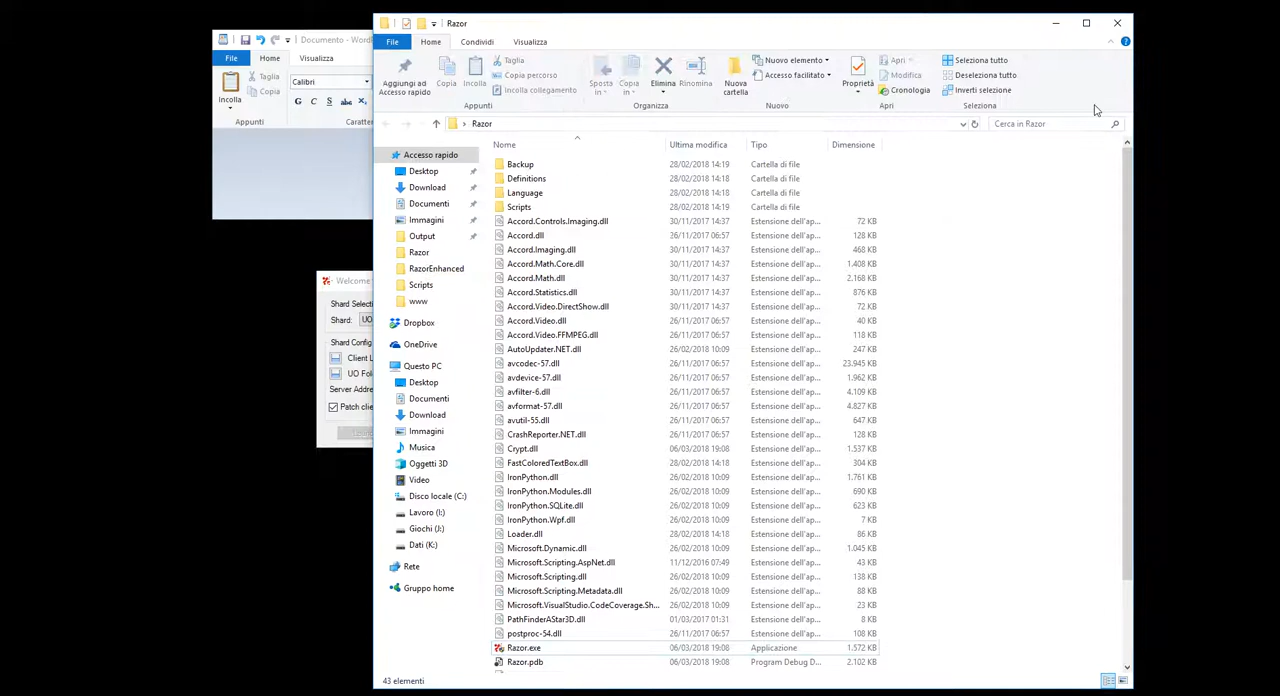 Documento - Word
File Home Visualizza
Incolla
Taglia
Copia
Appunti
Calibri
G C S abc X
Caratter
Welcome
Shard Selecti
Shard: UO
Shard Config
Client L
UO Fol
Server Addre
Patch clie
Razor
File Home Condividi Visualizza
Aggiungi ad
Accesso rapido
Copia
Incolla
Taglia
Copia percorso
Incolla collegamento
Appunti
Sposta
in
Copia
in
Elimina
Rinomina
Organizza
Nuova
cartella
Nuovo elemento
Accesso facilitato
Nuovo
Proprietà
Apri
Modifica
Cronologia
Apri
Seleziona tutto
Deseleziona tutto
Inverti selezione
Seleziona
Razor
Cerca in Razor
Accesso rapido
Desktop
Download
Documenti
Immagini
Output
Razor
RazorEnhanced
Scripts
www
Dropbox
OneDrive
Questo PC
Desktop
Documenti
Download
Immagini
Musica
Oggetti 3D
Video
Disco locale (C:)
Lavoro (I:)
Giochi (J:)
Dati (K:)
Rete
Gruppo home
Nome Ultima modifica Tipo Dimensione
Backup 28/02/2018 14:19 Cartella di file
Definitions 28/02/2018 14:18 Cartella di file
Language 28/02/2018 14:18 Cartella di file
Scripts 28/02/2018 14:19 Cartella di file
Accord.Controls.Imaging.dll 30/11/2017 14:37 Estensione dell'ap... 72 KB
Accord.dll 26/11/2017 06:57 Estensione dell'ap... 128 KB
Accord.Imaging.dll 30/11/2017 14:37 Estensione dell'ap... 468 KB
Accord.Math.Core.dll 30/11/2017 14:37 Estensione dell'ap... 1.408 KB
Accord.Math.dll 30/11/2017 14:37 Estensione dell'ap... 2.168 KB
Accord.Statistics.dll 30/11/2017 14:37 Estensione dell'ap... 876 KB
Accord.Video.DirectShow.dll 30/11/2017 14:37 Estensione dell'ap... 72 KB
Accord.Video.dll 26/11/2017 06:57 Estensione dell'ap... 40 KB
Accord.Video.FFMPEG.dll 26/11/2017 06:57 Estensione dell'ap... 118 KB
AutoUpdater.NET.dll 26/02/2018 10:09 Estensione dell'ap... 247 KB
avcodec-57.dll 26/11/2017 06:57 Estensione dell'ap... 23.945 KB
avdevice-57.dll 26/11/2017 06:57 Estensione dell'ap... 1.962 KB
avfilter-6.dll 26/11/2017 06:57 Estensione dell'ap... 4.109 KB
avformat-57.dll 26/11/2017 06:57 Estensione dell'ap... 4.827 KB
avutil-55.dll 26/11/2017 06:57 Estensione dell'ap... 647 KB
CrashReporter.NET.dll 26/11/2017 06:57 Estensione dell'ap... 128 KB
Crypt.dll 06/03/2018 19:08 Estensione dell'ap... 1.537 KB
FastColoredTextBox.dll 28/02/2018 14:18 Estensione dell'ap... 304 KB
IronPython.dll 26/02/2018 10:09 Estensione dell'ap... 1.761 KB
IronPython.Modules.dll 26/02/2018 10:09 Estensione dell'ap... 690 KB
IronPython.SQLite.dll 26/02/2018 10:09 Estensione dell'ap... 623 KB
IronPython.Wpf.dll 26/02/2018 10:09 Estensione dell'ap... 7 KB
Loader.dll 28/02/2018 14:18 Estensione dell'ap... 86 KB
Microsoft.Dynamic.dll 26/02/2018 10:09 Estensione dell'ap... 1.045 KB
Microsoft.Scripting.AspNet.dll 11/12/2016 07:49 Estensione dell'ap... 43 KB
Microsoft.Scripting.dll 26/02/2018 10:09 Estensione dell'ap... 138 KB
Microsoft.Scripting.Metadata.dll 26/02/2018 10:09 Estensione dell'ap... 88 KB
Microsoft.VisualStudio.CodeCoverage.Sh... 26/02/2018 10:09 Estensione dell'ap... 23 KB
PathFinderAStar3D.dll 01/03/2017 01:31 Estensione dell'ap... 8 KB
postproc-54.dll 26/11/2017 06:57 Estensione dell'ap... 108 KB
Razor.exe 06/03/2018 19:08 Applicazione 1.572 KB
Razor.pdb 06/03/2018 19:08 Program Debug D... 2.102 KB
43 elementi